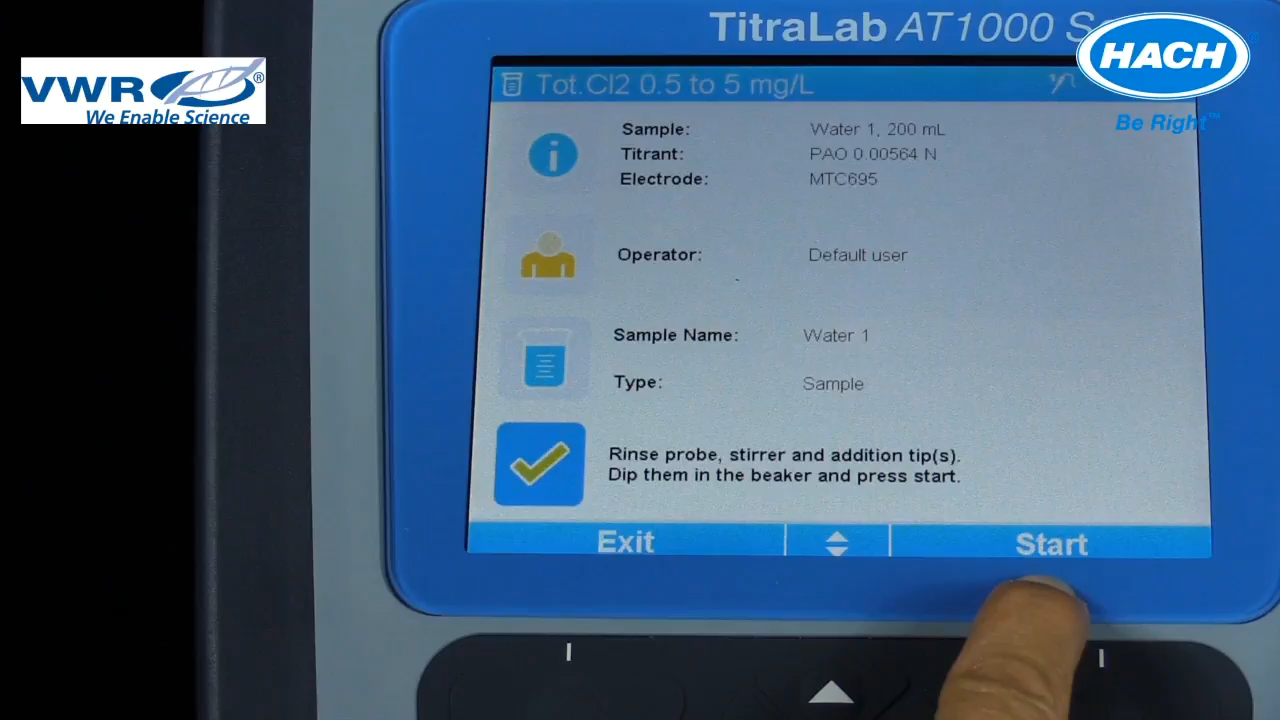 TitraLab AT1000
HACH
Be Right™
VWR®
We Enable Science
Tot.Cl2 0.5 to 5 mg/L
Sample: Water 1, 200 mL
Titrant: PAO 0.00564 N
Electrode: MTC695
Operator: Default user
Sample Name: Water 1
Type: Sample
Rinse probe, stirrer and addition tip(s).
Dip them in the beaker and press start.
Exit
Start